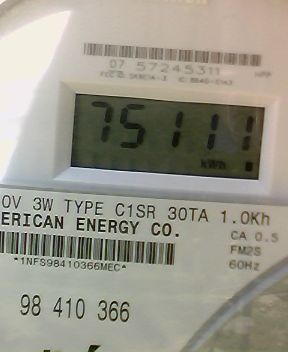 07 57245311 HPP
75111
kWh
0V 3W TYPE C1SR 30TA 1.0Kh
ERICAN ENERGY CO.
CA 0.5
FM2S
*1NFS98410366MEC*
60Hz
98 410 366